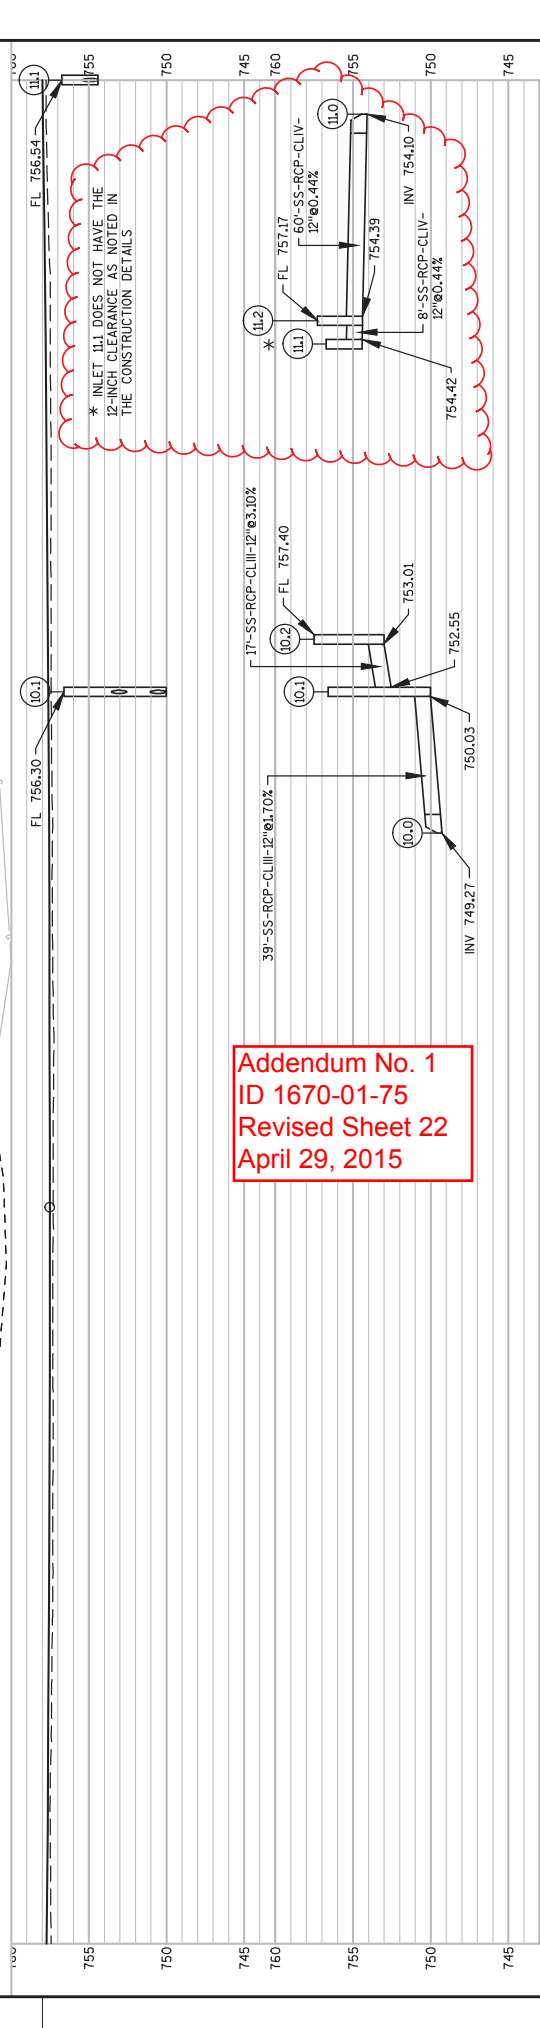 11.1
FL 756.54
755
750
745
760
755
750
745
* INLET 11.1 DOES NOT HAVE THE
12-INCH CLEARANCE AS NOTED IN
THE CONSTRUCTION DETAILS
11.0
INV 754.10
60'-SS-RCP-CLIV-
12"@0.44%
FL 757.17
754.39
11.2
*
11.1
8'-SS-RCP-CLIV-
12"@0.44%
754.42
17'-SS-RCP-CLIII-12"@3.10%
FL 757.40
10.2
753.01
752.55
10.1
FL 756.30
10.1
750.03
39'-SS-RCP-CLIII-12"@1.70%
10.0
INV 749.27
Addendum No. 1
ID 1670-01-75
Revised Sheet 22
April 29, 2015
755
750
745
760
755
750
745